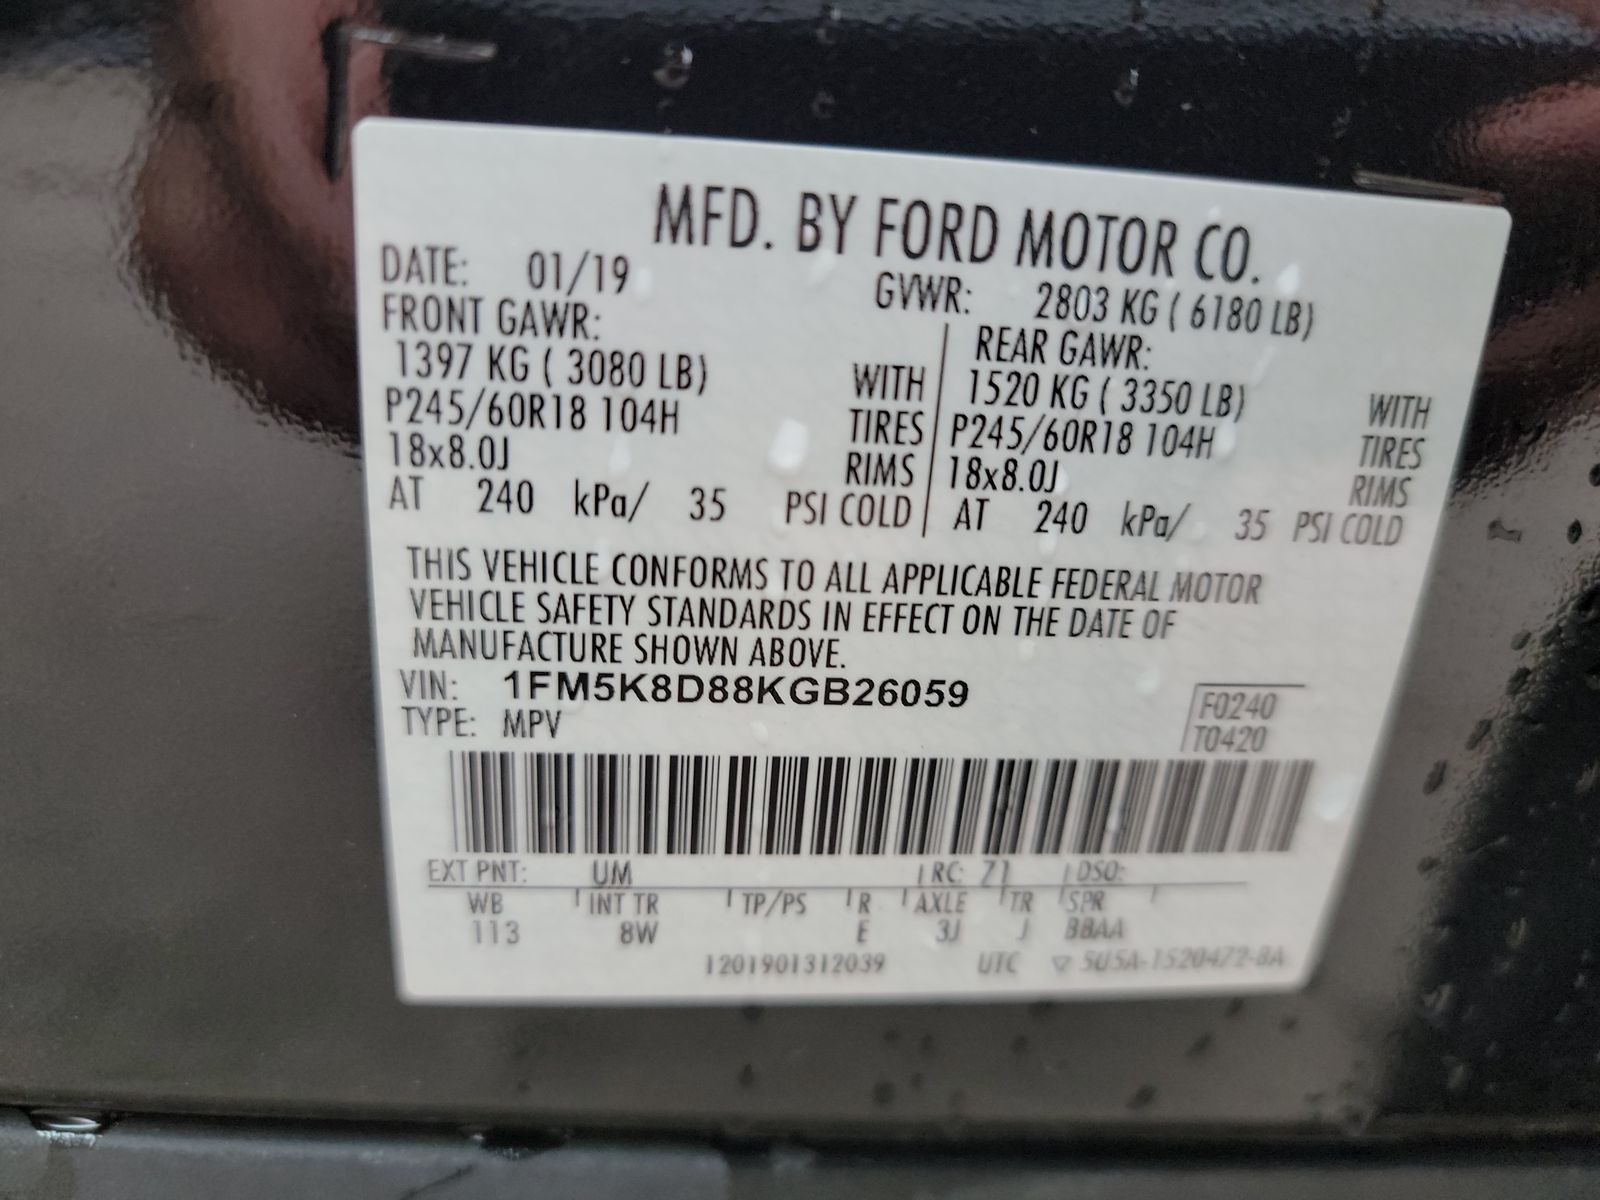 MFD. BY FORD MOTOR CO.
DATE: 01/19 GVWR: 2803 KG ( 6180 LB)
FRONT GAWR: REAR GAWR:
1397 KG ( 3080 LB) WITH 1520 KG ( 3350 LB) WITH
P245/60R18 104H TIRES P245/60R18 104H TIRES
18x8.0J RIMS 18x8.0J RIMS
AT 240 kPa/ 35 PSI COLD AT 240 kPa/ 35 PSI COLD
THIS VEHICLE CONFORMS TO ALL APPLICABLE FEDERAL MOTOR
VEHICLE SAFETY STANDARDS IN EFFECT ON THE DATE OF
MANUFACTURE SHOWN ABOVE.
VIN: 1FM5K8D88KGB26059
TYPE: MPV
F0240
T0420
EXT PNT: UM RC: 71 DSO:
WB INT TR TP/PS R AXLE TR SPR
113 8W E 3J J BBAA
1201901312039 UTC ▽ 5U5A-1520472-BA